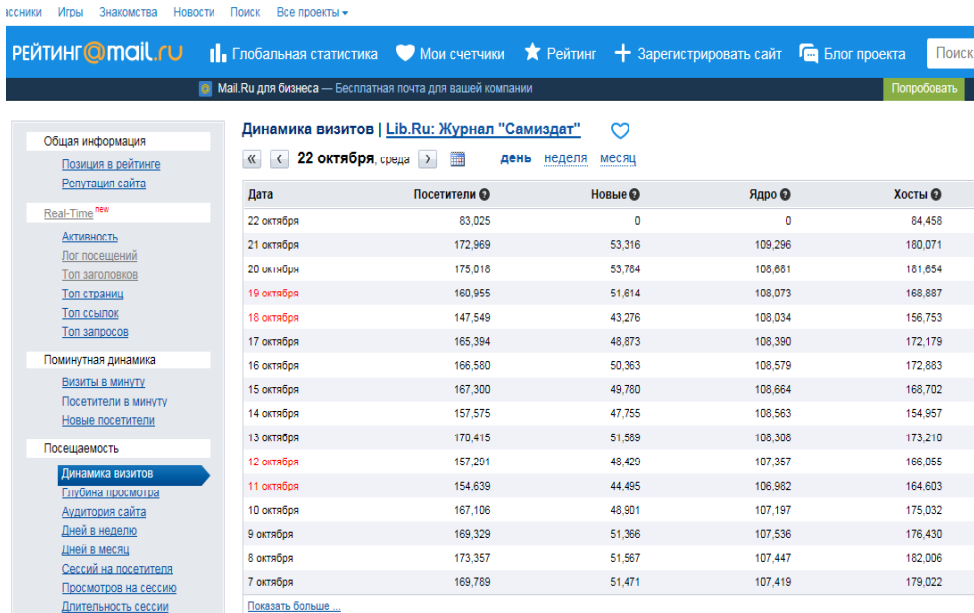 ассники Игры Знакомства Новости Поиск Все проекты
РЕЙТИНГ@mail.ru Глобальная статистика Мои счетчики Рейтинг Зарегистрировать сайт Блог проекта Поиск
@ Mail.Ru для бизнеса — Бесплатная почта для вашей компании Попробовать
Общая информация
Позиция в рейтинге
Репутация сайта
Real-Time new
Активность
Лог посещений
Топ заголовков
Топ страниц
Топ ссылок
Топ запросов
Поминутная динамика
Визиты в минуту
Посетители в минуту
Новые посетители
Посещаемость
Динамика визитов
Глубина просмотра
Аудитория сайта
Дней в неделю
Дней в месяц
Сессий на посетителя
Просмотров на сессию
Длительность сессии
Динамика визитов | Lib.Ru: Журнал "Самиздат"
« ‹ 22 октября, среда › день неделя месяц
Дата Посетители ? Новые ? Ядро ? Хосты ?
22 октября 83,025 0 0 84,458
21 октября 172,969 53,316 109,296 180,071
20 октября 175,018 53,784 108,681 181,654
19 октября 160,955 51,614 108,073 168,887
18 октября 147,549 43,276 108,034 156,753
17 октября 165,394 48,873 108,390 172,179
16 октября 166,580 50,363 108,579 172,883
15 октября 167,300 49,780 108,664 168,702
14 октября 157,575 47,755 108,563 154,957
13 октября 170,415 51,589 108,308 173,210
12 октября 157,291 48,429 107,357 166,055
11 октября 154,639 44,495 106,982 164,603
10 октября 167,106 48,901 107,197 175,032
9 октября 169,329 51,366 107,536 176,430
8 октября 173,357 51,567 107,447 182,006
7 октября 169,789 51,471 107,419 179,022
Показать больше ...